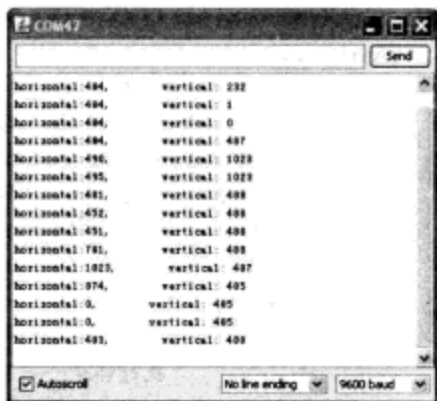 COM47
Send
horizontal:484, vertical: 232
horizontal:484, vertical: 1
horizontal:484, vertical: 0
horizontal:484, vertical: 487
horizontal:496, vertical: 1023
horizontal:495, vertical: 1023
horizontal:481, vertical: 488
horizontal:452, vertical: 488
horizontal:451, vertical: 488
horizontal:781, vertical: 488
horizontal:1023, vertical: 487
horizontal:874, vertical: 485
horizontal:0, vertical: 485
horizontal:0, vertical: 485
horizontal:483, vertical: 488
Autoscroll No line ending 9600 baud